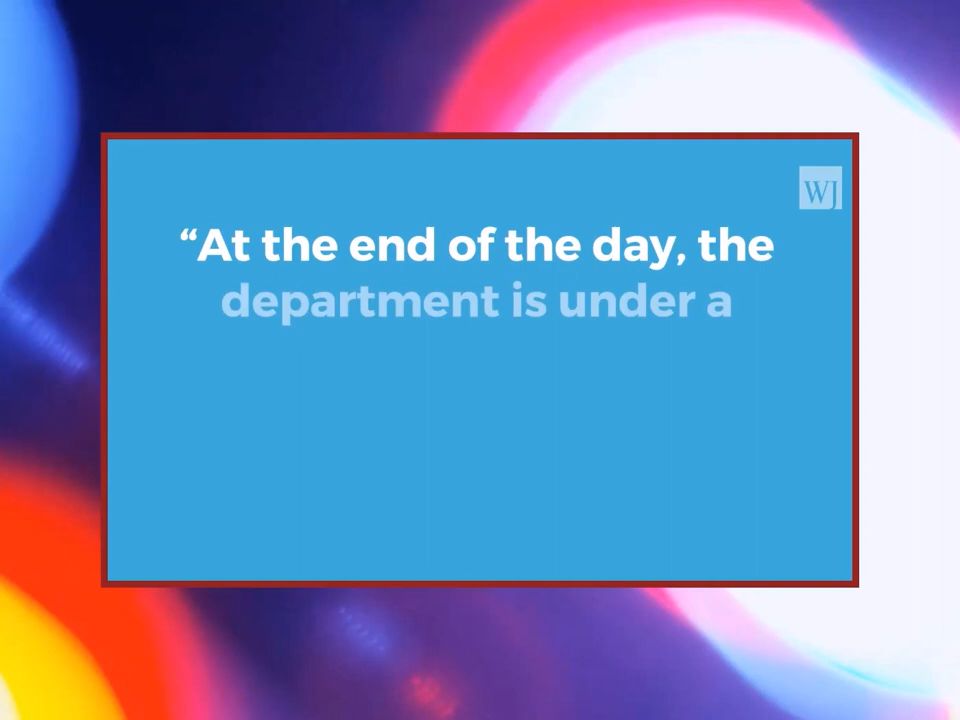 WJ
“At the end of the day, the
department is under a